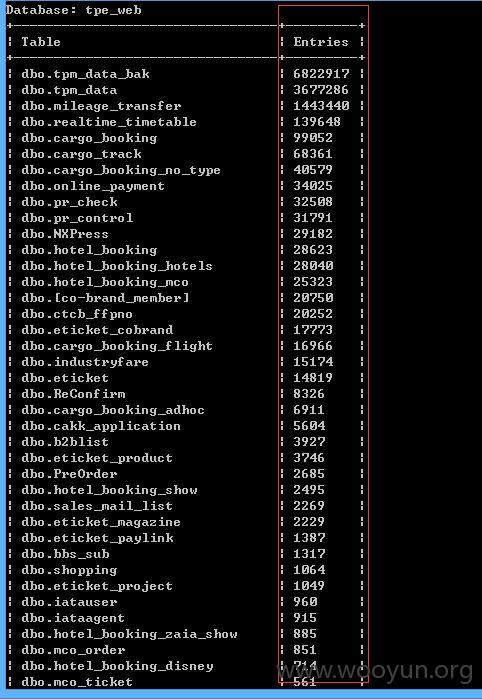 Database: tpe_web
Table Entries
dbo.tpm_data_bak 6822917
dbo.tpm_data 3677286
dbo.mileage_transfer 1443440
dbo.realtime_timetable 139648
dbo.cargo_booking 99052
dbo.cargo_track 68361
dbo.cargo_booking_no_type 40579
dbo.online_payment 34025
dbo.pr_check 32508
dbo.pr_control 31791
dbo.NXPress 29182
dbo.hotel_booking 28623
dbo.hotel_booking_hotels 28040
dbo.hotel_booking_mco 25323
dbo.[co-brand_member] 20750
dbo.ctcb_ffpno 20252
dbo.eticket_cobrand 17773
dbo.cargo_booking_flight 16966
dbo.industryfare 15174
dbo.eticket 14819
dbo.ReConfirm 8326
dbo.cargo_booking_adhoc 6911
dbo.cakk_application 5604
dbo.b2blist 3927
dbo.eticket_product 3746
dbo.PreOrder 2685
dbo.hotel_booking_show 2495
dbo.sales_mail_list 2269
dbo.eticket_magazine 2229
dbo.eticket_paylink 1387
dbo.bbs_sub 1317
dbo.shopping 1064
dbo.eticket_project 1049
dbo.iatauser 960
dbo.iataagent 915
dbo.hotel_booking_zaia_show 885
dbo.mco_order 851
dbo.hotel_booking_disney 714
dbo.mco_ticket 561
www.wooyun.org